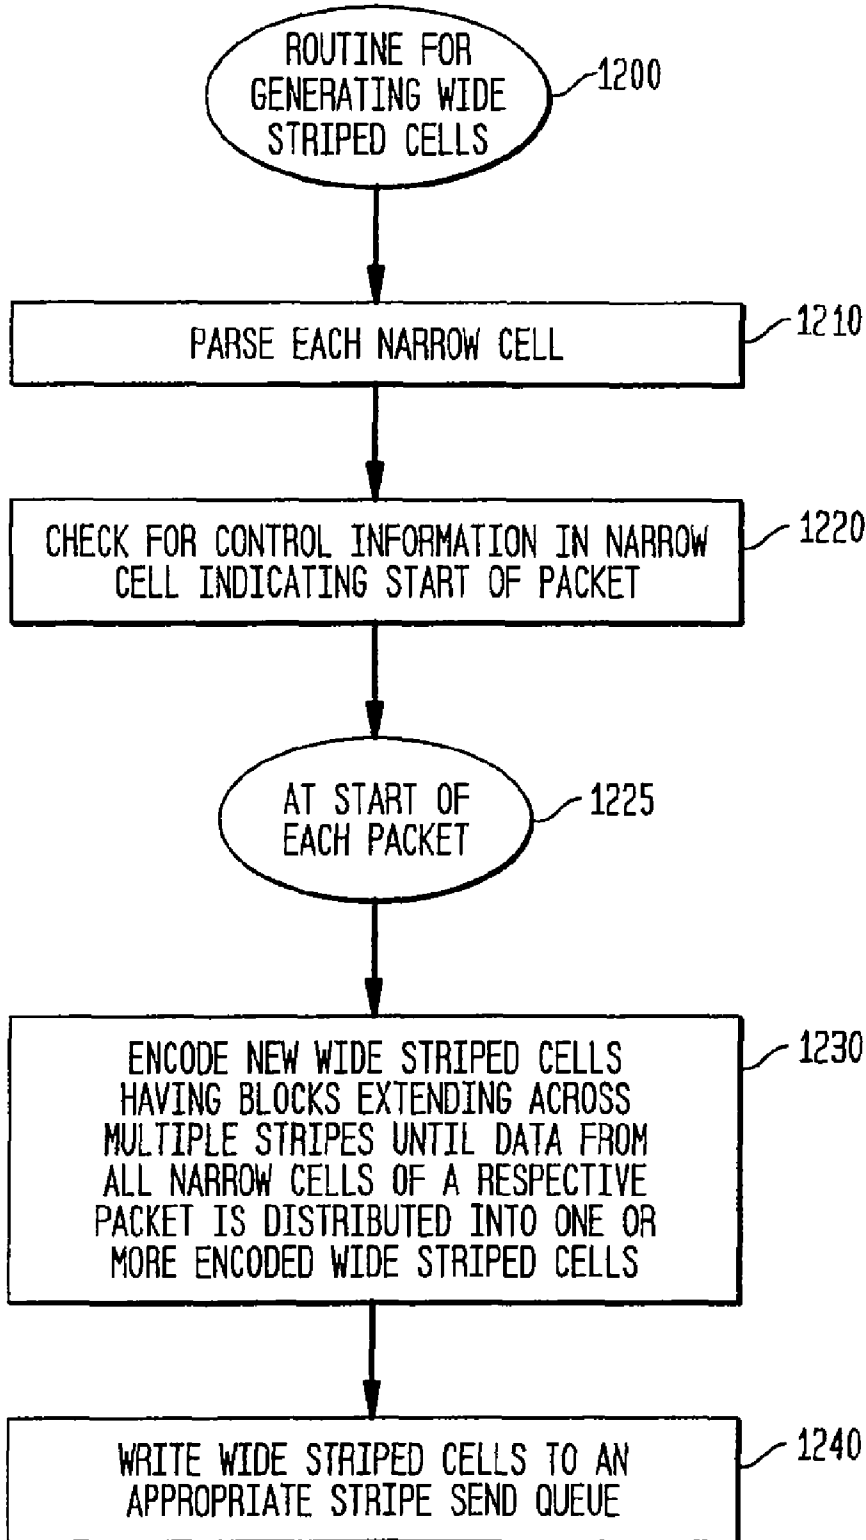 ROUTINE FOR
GENERATING WIDE
STRIPED CELLS
1200
PARSE EACH NARROW CELL
1210
CHECK FOR CONTROL INFORMATION IN NARROW
CELL INDICATING START OF PACKET
1220
AT START OF
EACH PACKET
1225
ENCODE NEW WIDE STRIPED CELLS
HAVING BLOCKS EXTENDING ACROSS
MULTIPLE STRIPES UNTIL DATA FROM
ALL NARROW CELLS OF A RESPECTIVE
PACKET IS DISTRIBUTED INTO ONE OR
MORE ENCODED WIDE STRIPED CELLS
1230
WRITE WIDE STRIPED CELLS TO AN
APPROPRIATE STRIPE SEND QUEUE
1240